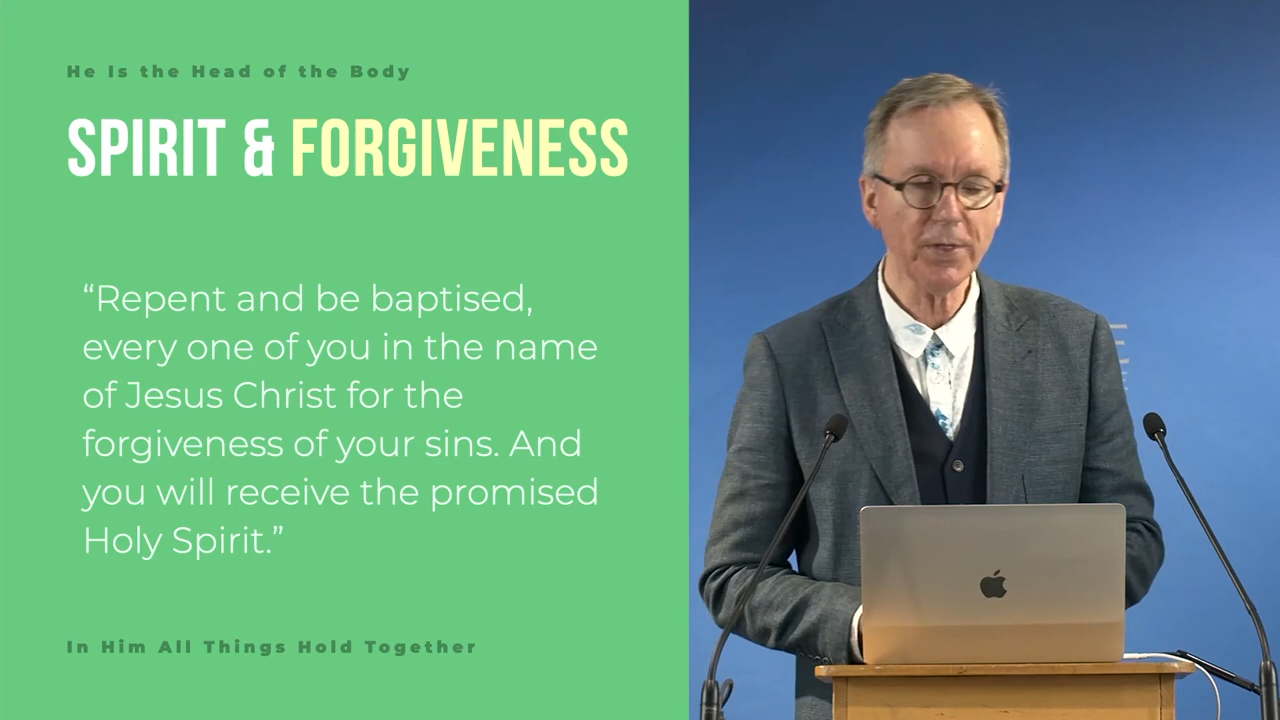 He Is the Head of the Body
SPIRIT & FORGIVENESS
“Repent and be baptised,
every one of you in the name
of Jesus Christ for the
forgiveness of your sins. And
you will receive the promised
Holy Spirit.”
In Him All Things Hold Together